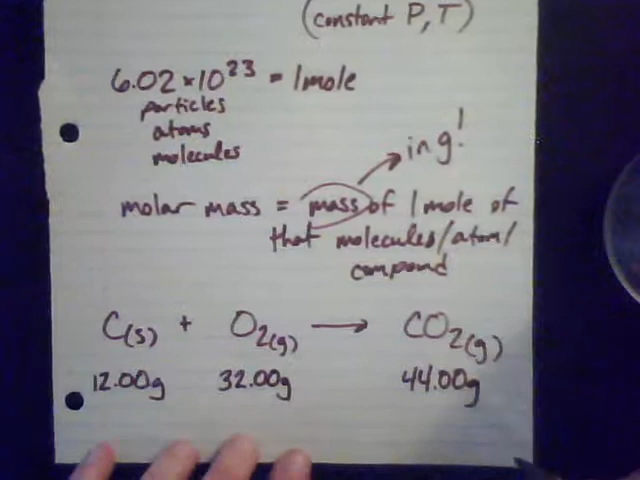 (constant P, T)
6.02 × 10²³ = 1 mole
particles
atoms
molecules
in g!
molar mass = mass of 1 mole of
that molecules/atom/
compound
C(s) + O₂(g) → CO₂(g)
12.00g 32.00g 44.00g